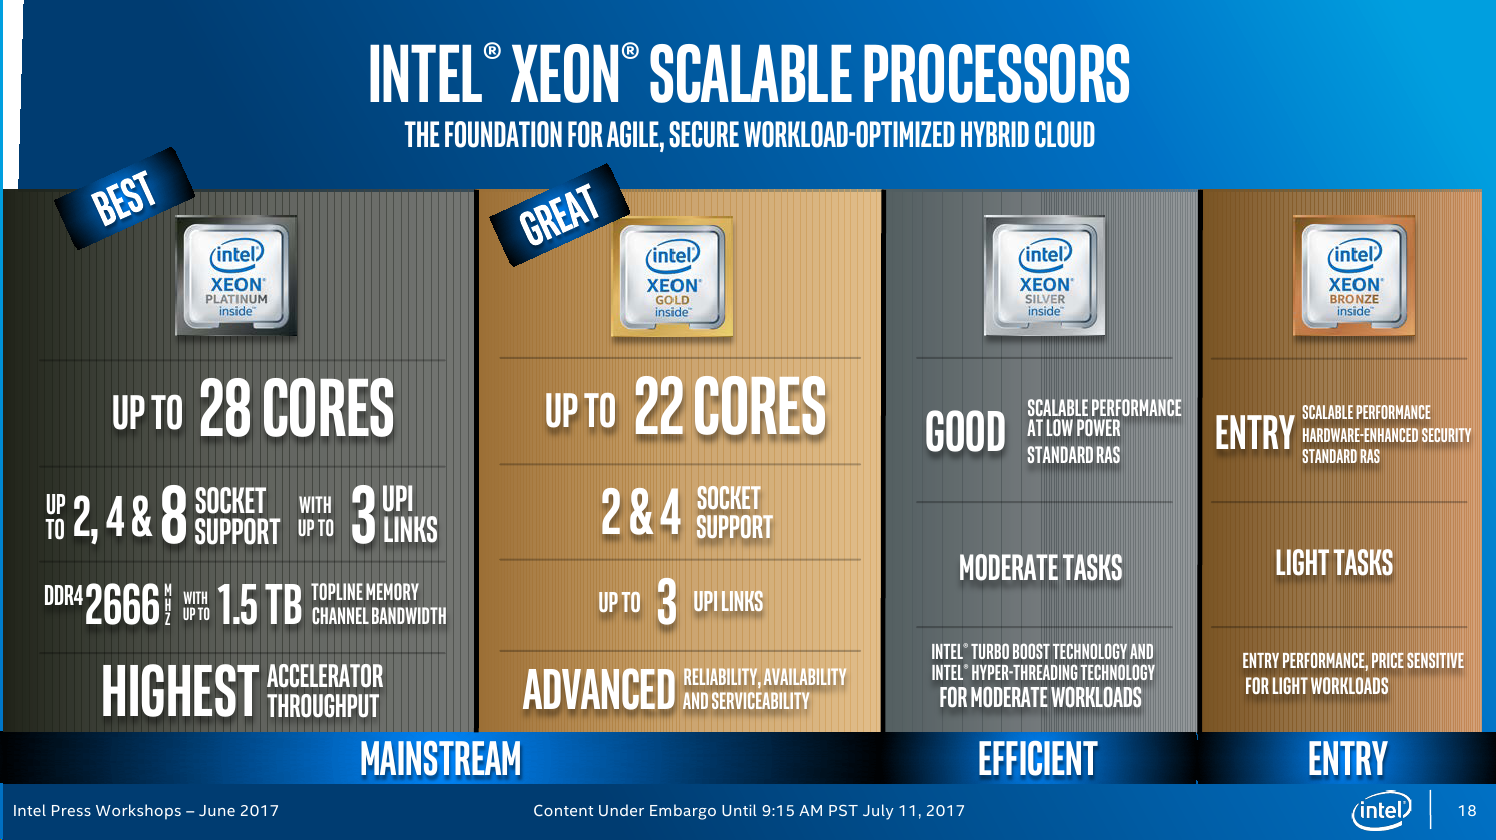 INTEL® XEON® SCALABLE PROCESSORS
THE FOUNDATION FOR AGILE, SECURE WORKLOAD-OPTIMIZED HYBRID CLOUD
BEST
intel®
XEON®
PLATINUM
inside™
UP TO 28 CORES
UP TO 2, 4 & 8 SOCKET SUPPORT WITH UP TO 3 UPI LINKS
DDR4 2666 MHZ WITH UP TO 1.5 TB TOPLINE MEMORY CHANNEL BANDWIDTH
HIGHEST ACCELERATOR THROUGHPUT
GREAT
intel®
XEON®
GOLD
inside™
UP TO 22 CORES
2 & 4 SOCKET SUPPORT
UP TO 3 UPI LINKS
ADVANCED RELIABILITY, AVAILABILITY AND SERVICEABILITY
MAINSTREAM
intel®
XEON®
SILVER
inside™
GOOD
SCALABLE PERFORMANCE
AT LOW POWER
STANDARD RAS
MODERATE TASKS
INTEL® TURBO BOOST TECHNOLOGY AND
INTEL® HYPER-THREADING TECHNOLOGY
FOR MODERATE WORKLOADS
EFFICIENT
intel®
XEON®
BRONZE
inside™
ENTRY
SCALABLE PERFORMANCE
HARDWARE-ENHANCED SECURITY
STANDARD RAS
LIGHT TASKS
ENTRY PERFORMANCE, PRICE SENSITIVE
FOR LIGHT WORKLOADS
ENTRY
Intel Press Workshops – June 2017
Content Under Embargo Until 9:15 AM PST July 11, 2017
intel®
18